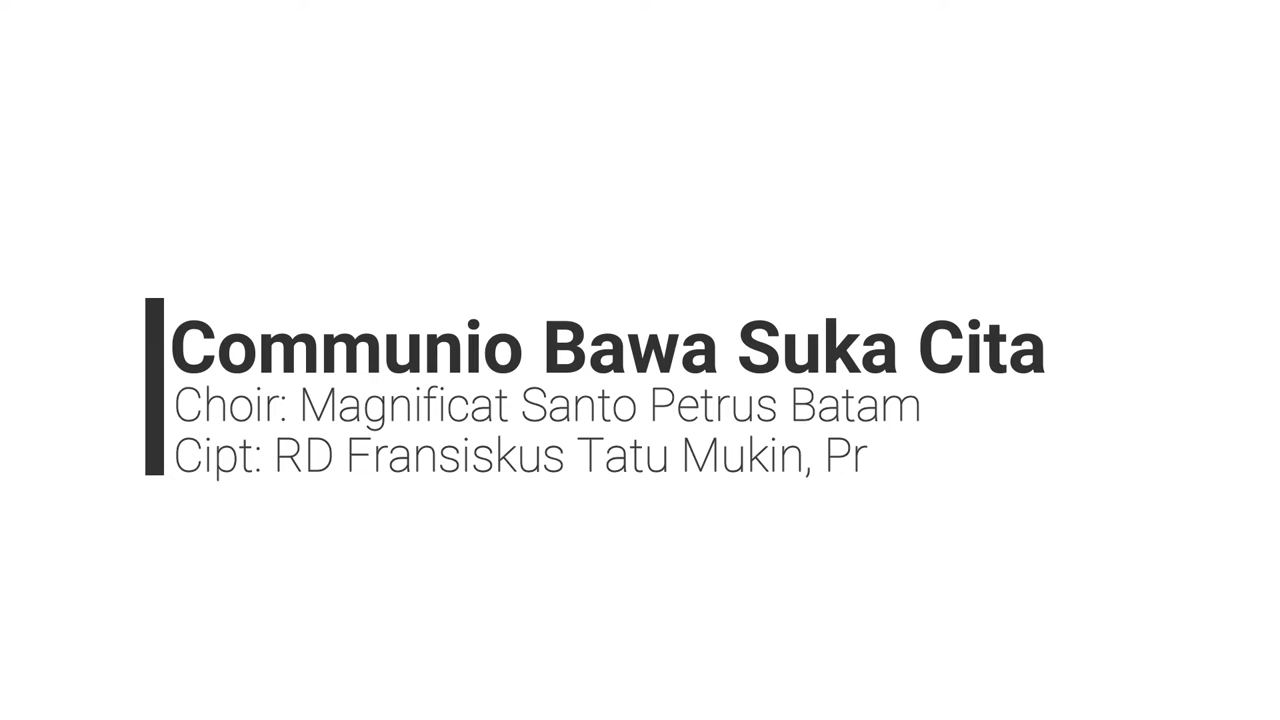 Communio Bawa Suka Cita
Choir: Magnificat Santo Petrus Batam
Cipt: RD Fransiskus Tatu Mukin, Pr